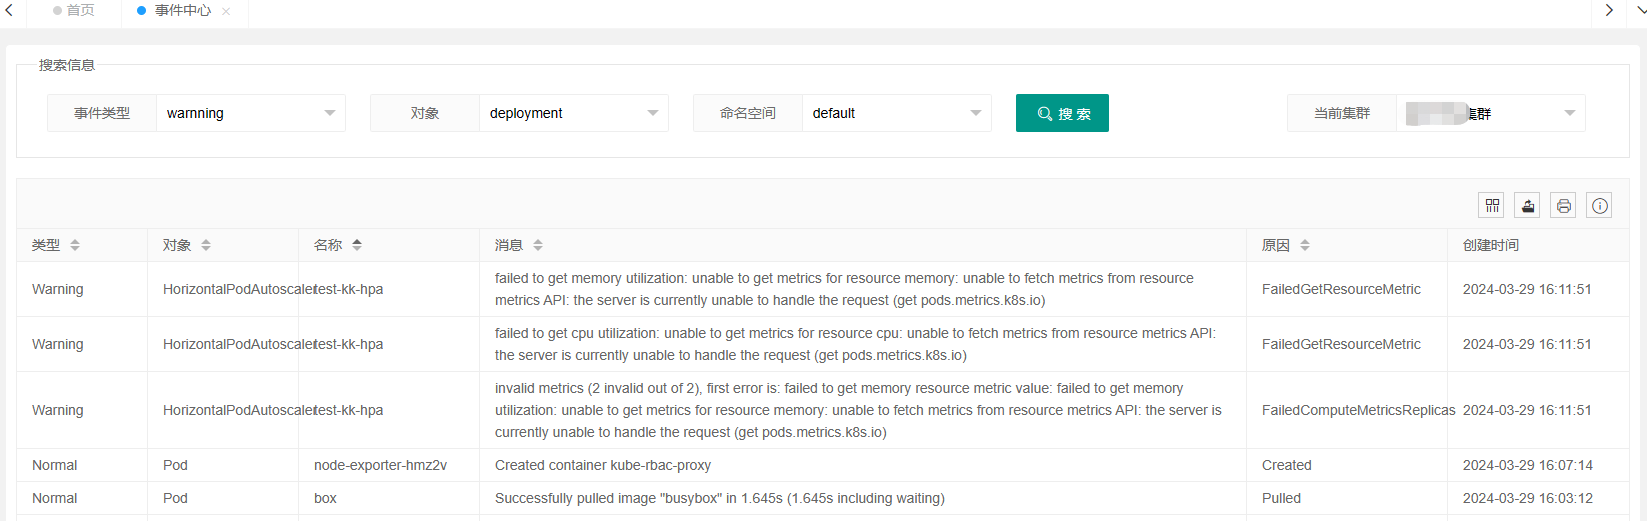 首页 事件中心
搜索信息
事件类型 warnning 对象 deployment 命名空间 default 搜 索 当前集群 集群
类型 对象 名称 消息 原因 创建时间
Warning HorizontalPodAutoscaler test-kk-hpa failed to get memory utilization: unable to get metrics for resource memory: unable to fetch metrics from resource
metrics API: the server is currently unable to handle the request (get pods.metrics.k8s.io) FailedGetResourceMetric 2024-03-29 16:11:51
Warning HorizontalPodAutoscaler test-kk-hpa failed to get cpu utilization: unable to get metrics for resource cpu: unable to fetch metrics from resource metrics API:
the server is currently unable to handle the request (get pods.metrics.k8s.io) FailedGetResourceMetric 2024-03-29 16:11:51
Warning HorizontalPodAutoscaler test-kk-hpa invalid metrics (2 invalid out of 2), first error is: failed to get memory resource metric value: failed to get memory
utilization: unable to get metrics for resource memory: unable to fetch metrics from resource metrics API: the server is
currently unable to handle the request (get pods.metrics.k8s.io) FailedComputeMetricsReplicas 2024-03-29 16:11:51
Normal Pod node-exporter-hmz2v Created container kube-rbac-proxy Created 2024-03-29 16:07:14
Normal Pod box Successfully pulled image "busybox" in 1.645s (1.645s including waiting) Pulled 2024-03-29 16:03:12